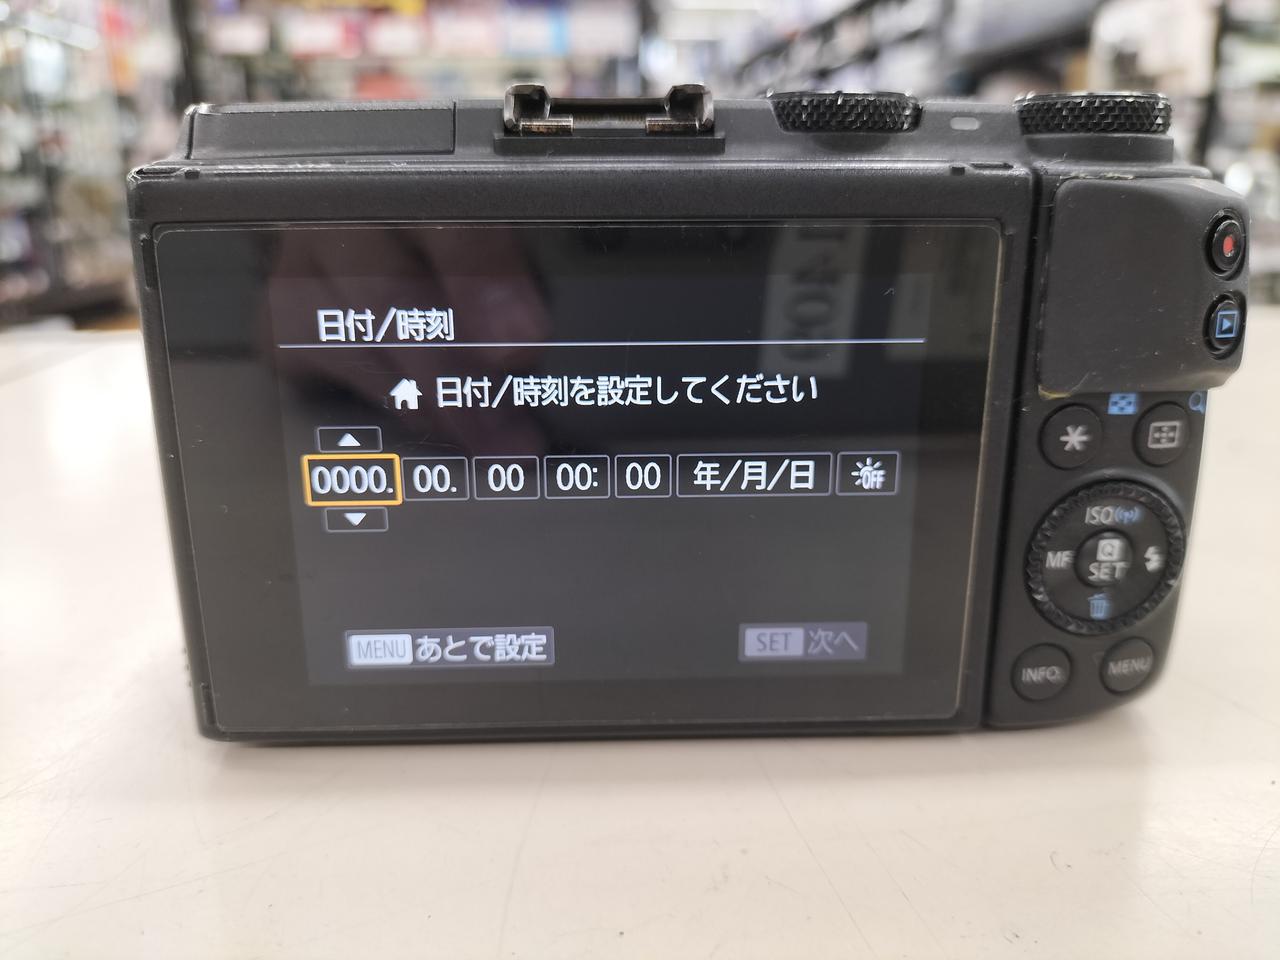 日付/時刻
日付/時刻を設定してください
0000. 00. 00 00: 00 年/月/日 OFF
MENU あとで設定
SET 次へ
ISO
MF
Q
SET
INFO.
MENU